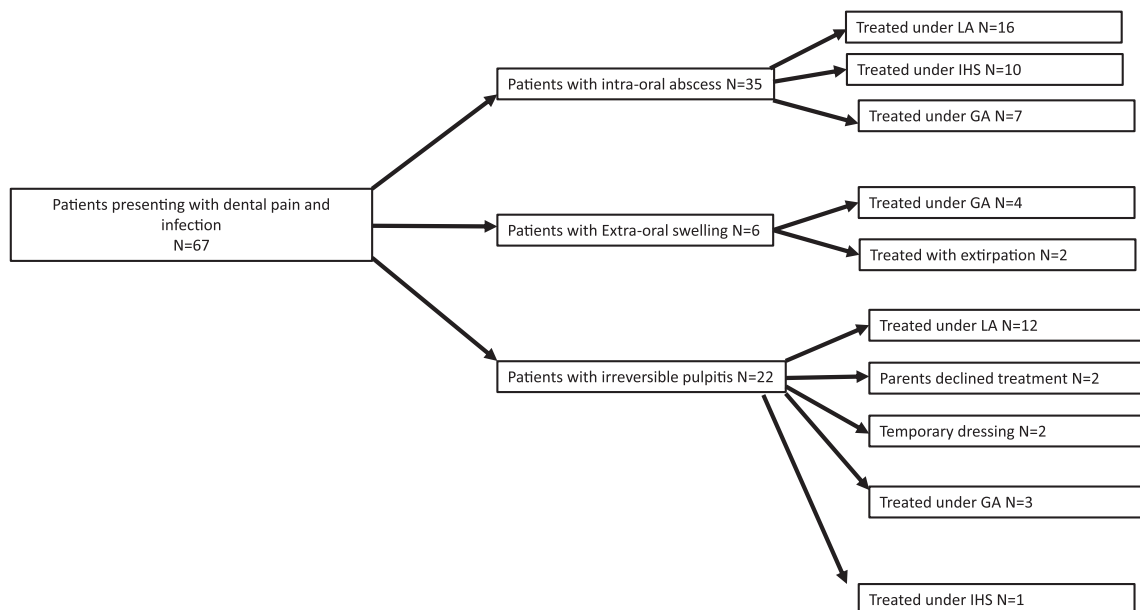 Patients presenting with dental pain and
infection
N=67
Patients with intra-oral abscess N=35
Treated under LA N=16
Treated under IHS N=10
Treated under GA N=7
Patients with Extra-oral swelling N=6
Treated under GA N=4
Treated with extirpation N=2
Patients with irreversible pulpitis N=22
Treated under LA N=12
Parents declined treatment N=2
Temporary dressing N=2
Treated under GA N=3
Treated under IHS N=1